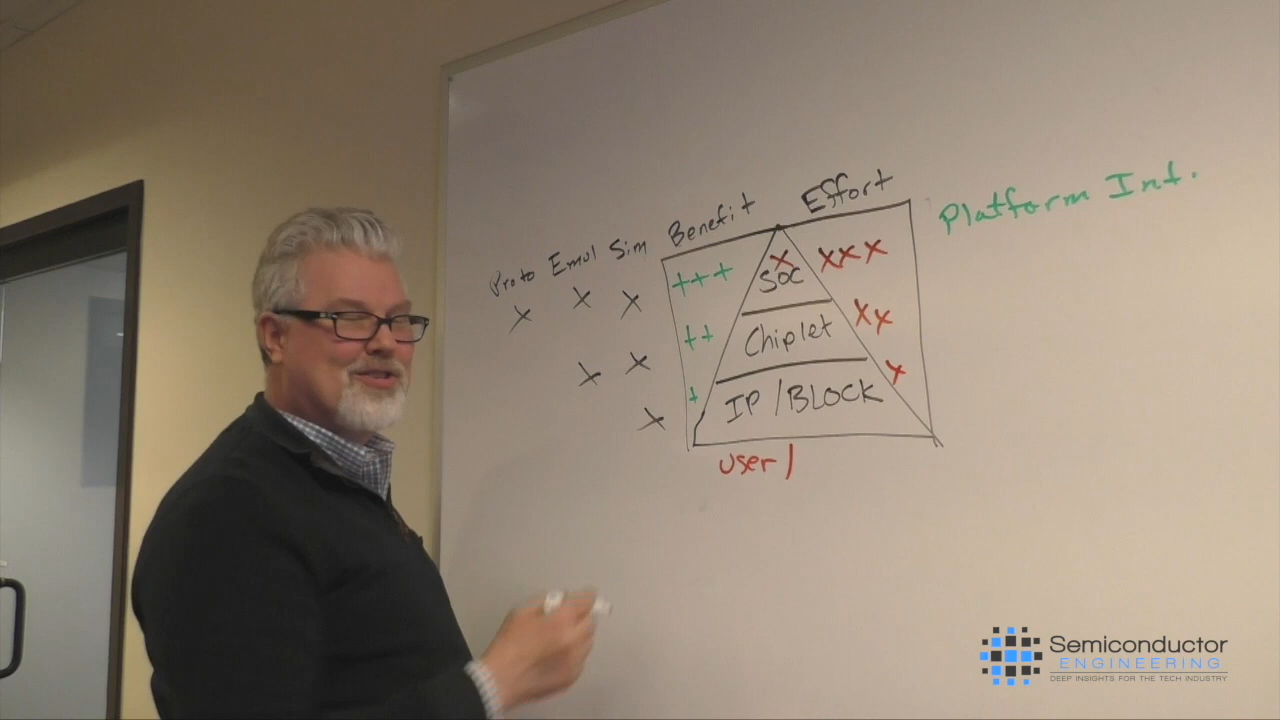 Proto Emul Sim Benefit Effort Platform Int.
X X X +++ X SOC XXX
X X ++ Chiplet XX
X + IP/BLOCK X
User /
Semiconductor
ENGINEERING
DEEP INSIGHTS FOR THE TECH INDUSTRY